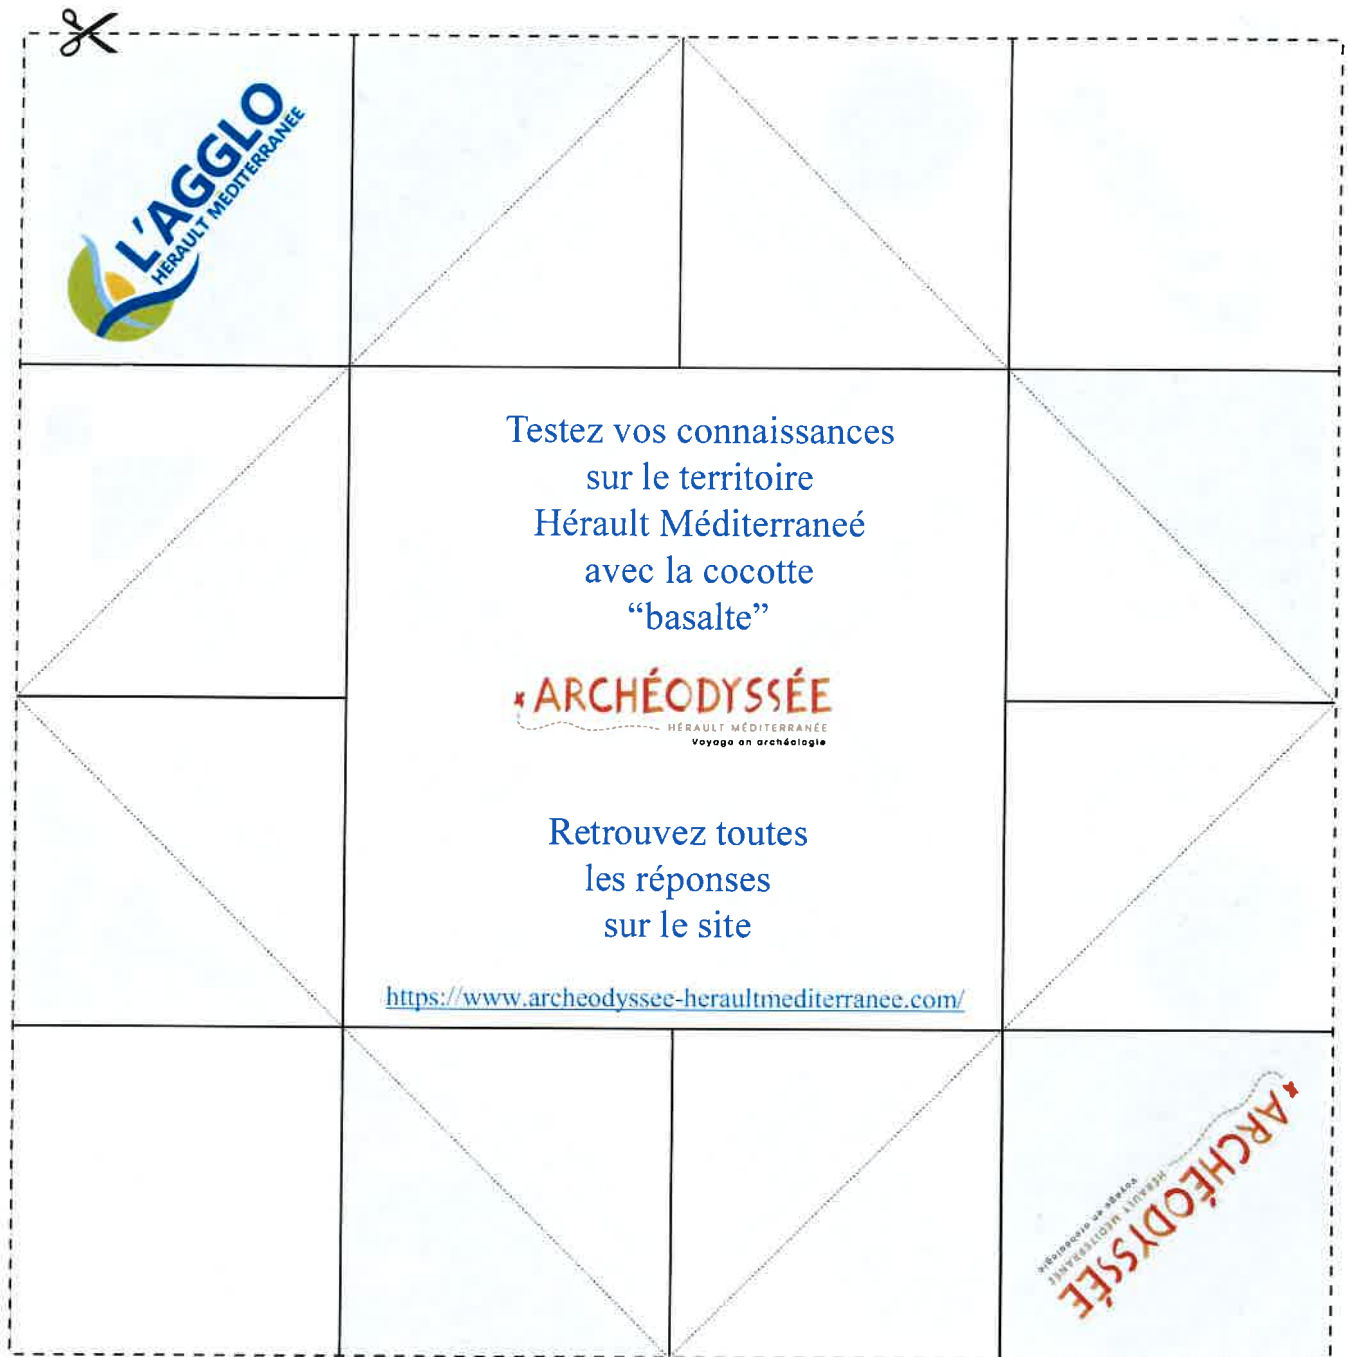 L'AGGLO
HÉRAULT MÉDITERRANÉE
Testez vos connaissances
sur le territoire
Hérault Méditerraneé
avec la cocotte
“basalte”
ARCHÉODYSSÉE
HÉRAULT MÉDITERRANÉE
Voyage en archéologie
Retrouvez toutes
les réponses
sur le site
https://www.archeodyssee-heraultmediterranee.com/
ARCHÉODYSSÉE
HÉRAULT MÉDITERRANÉE
Voyage en archéologie